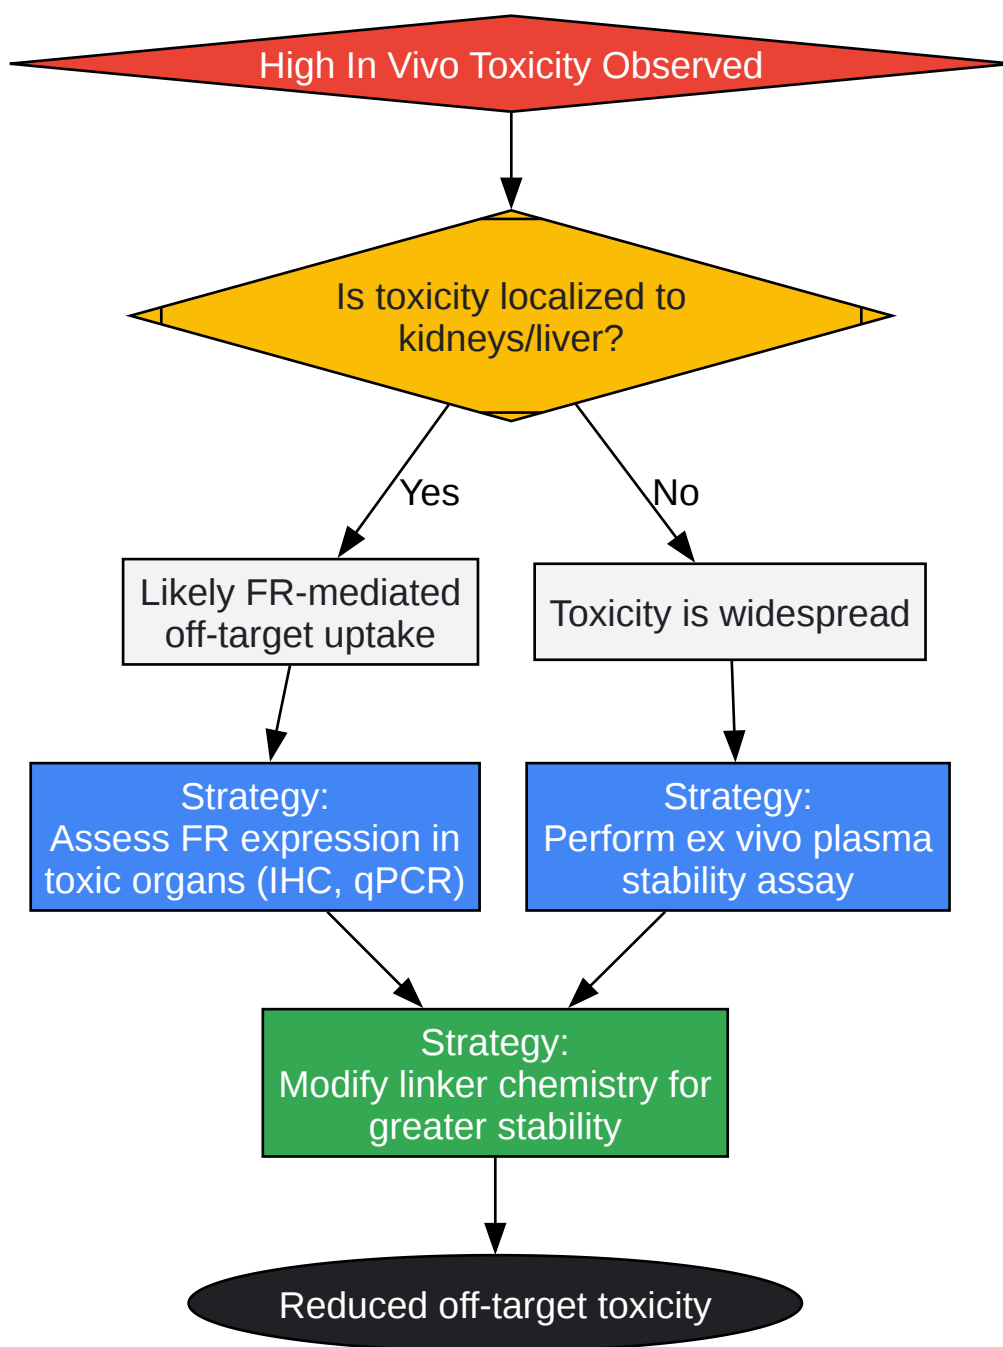 High In Vivo Toxicity Observed
Is toxicity localized to
kidneys/liver?
Yes
No
Likely FR-mediated
off-target uptake
Toxicity is widespread
Strategy:
Assess FR expression in
toxic organs (IHC, qPCR)
Strategy:
Perform ex vivo plasma
stability assay
Strategy:
Modify linker chemistry for
greater stability
Reduced off-target toxicity